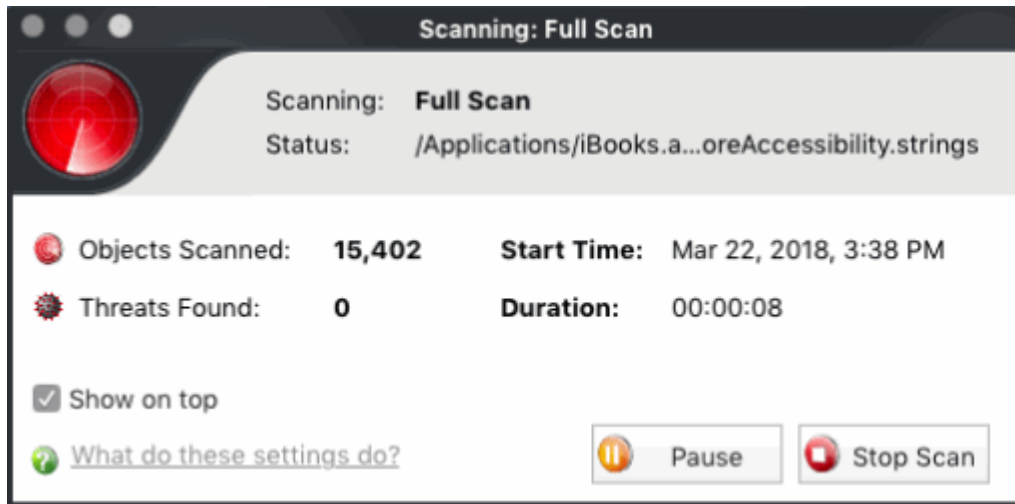 Scanning: Full Scan
Scanning: Full Scan
Status: /Applications/iBooks.a...oreAccessibility.strings
Objects Scanned: 15,402 Start Time: Mar 22, 2018, 3:38 PM
Threats Found: 0 Duration: 00:00:08
Show on top
What do these settings do? Pause Stop Scan